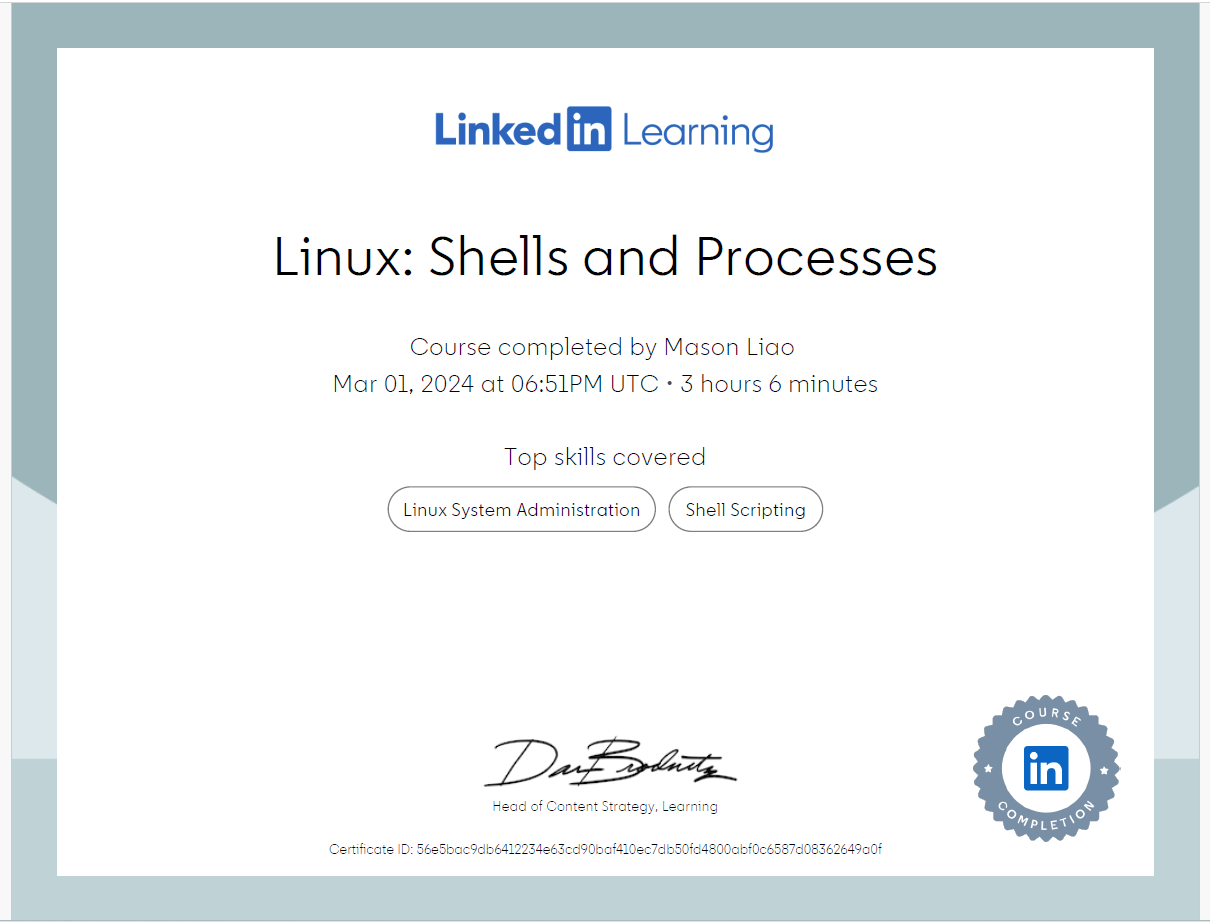 Linked in Learning
Linux: Shells and Processes
Course completed by Mason Liao
Mar 01, 2024 at 06:51PM UTC • 3 hours 6 minutes
Top skills covered
Linux System Administration
Shell Scripting
Dan Brodnitz
Head of Content Strategy, Learning
Certificate ID: 56e5bac9db6412234e63cd90baf410ec7db50fd4800abf0c6587d08362649a0f
COURSE
in
COMPLETION